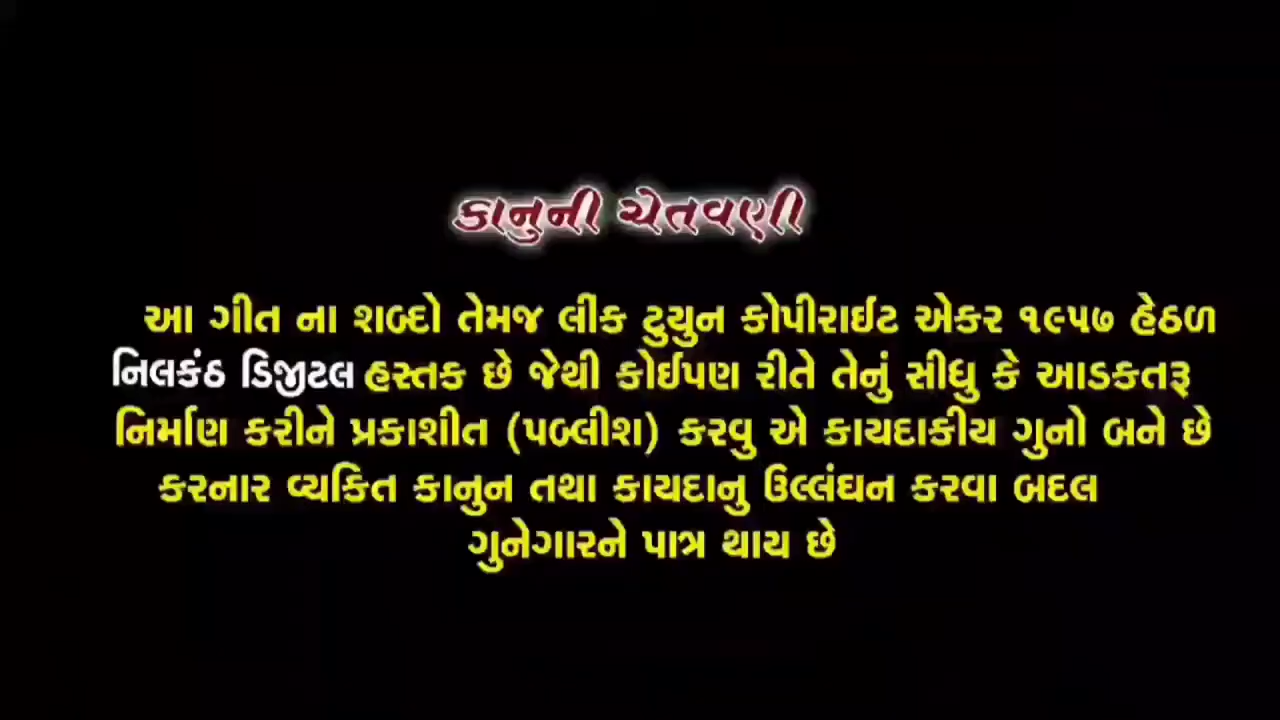 કાનુની ચેતવણી
આ ગીત ના શબ્દો તેમજ લીંક ટુયુન કોપીરાઈટ એકર ૧૯૫૭ હેઠળ
નિલકંઠ ડિજીટલ હસ્તક છે જેથી કોઈપણ રીતે તેનું સીધુ કે આડકતરૂ
નિર્માણ કરીને પ્રકાશીત (પબ્લીશ) કરવુ એ કાયદાકીય ગુનો બને છે
કરનાર વ્યકિત કાનુન તથા કાયદાનુ ઉલ્લંઘન કરવા બદલ
ગુનેગારને પાત્ર થાય છે